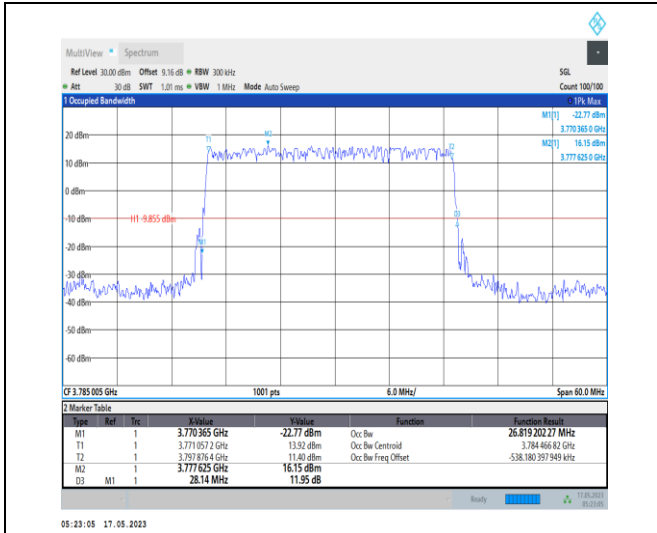 MultiView Spectrum
Ref Level 30.00 dBm Offset 9.16 dB RBW 300 kHz SGL
Att 30 dB SWT 1.01 ms VBW 1 MHz Mode Auto Sweep Count 100/100
1 Occupied Bandwidth 1Pk Max
M1[1] -22.77 dBm
3.770 365 0 GHz
M2[1] 16.15 dBm
3.777 625 0 GHz
20 dBm
T1 M2 T2
10 dBm
0 dBm
-10 dBm H1 -9.855 dBm D3
-20 dBm M1
-30 dBm
-40 dBm
-50 dBm
-60 dBm
CF 3.785 005 GHz 1001 pts 6.0 MHz/ Span 60.0 MHz
2 Marker Table
Type Ref Trc X-Value Y-Value Function Function Result
M1 1 3.770 365 GHz -22.77 dBm Occ Bw 26.819 202 27 MHz
T1 1 3.771 057 2 GHz 13.92 dBm Occ Bw Centroid 3.784 466 82 GHz
T2 1 3.797 876 4 GHz 11.40 dBm Occ Bw Freq Offset -538.180 397 949 kHz
M2 1 3.777 625 GHz 16.15 dBm
D3 M1 1 28.14 MHz 11.95 dB
Ready 17.05.2023
05:23:05
05:23:05 17.05.2023